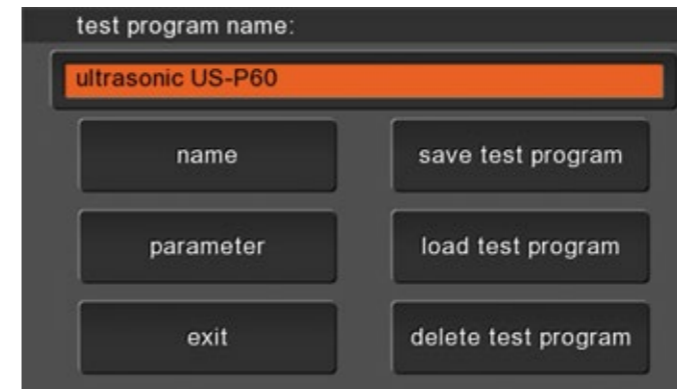 test program name:
ultrasonic US-P60
name
save test program
parameter
load test program
exit
delete test program